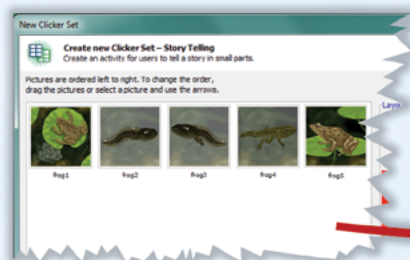 New Clicker Set
Create new Clicker Set – Story Telling
Create an activity for users to tell a story in small parts.
Pictures are ordered left to right. To change the order,
drag the pictures or select a picture and use the arrows.
Layou
frog1 frog2 frog3 frog4 frog5